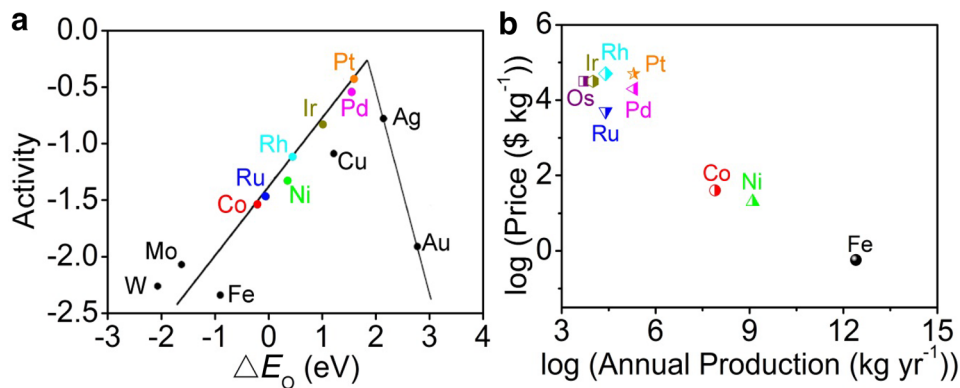 a
0.0
-0.5
-1.0
-1.5
-2.0
-2.5
Activity
Pt
Pd
Ir
Ag
Rh
Cu
Ru
Ni
Co
Au
Mo
W
Fe
-3 -2 -1 0 1 2 3 4
△E_O (eV)
b
8
4
2
0
log (Price ($ kg⁻¹))
Rh
Ir
Pt
Os
Pd
Ru
Co
Ni
Fe
3 6 9 12 15
log (Annual Production (kg yr⁻¹))